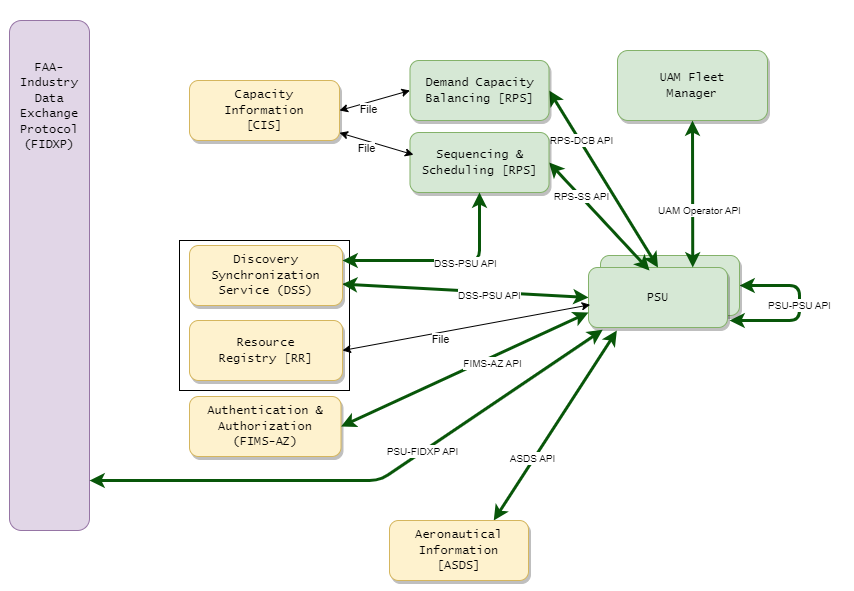 FAA-
Industry
Data
Exchange
Protocol
(FIDXP)
Capacity
Information
[CIS]
File
File
Demand Capacity
Balancing [RPS]
Sequencing &
Scheduling [RPS]
UAM Fleet
Manager
RPS-DCB API
RPS-SS API
UAM Operator API
Discovery
Synchronization
Service (DSS)
DSS-PSU API
DSS-PSU API
PSU
PSU-PSU API
Resource
Registry [RR]
File
FIMS-AZ API
Authentication &
Authorization
(FIMS-AZ)
PSU-FIDXP API
ASDS API
Aeronautical
Information
[ASDS]